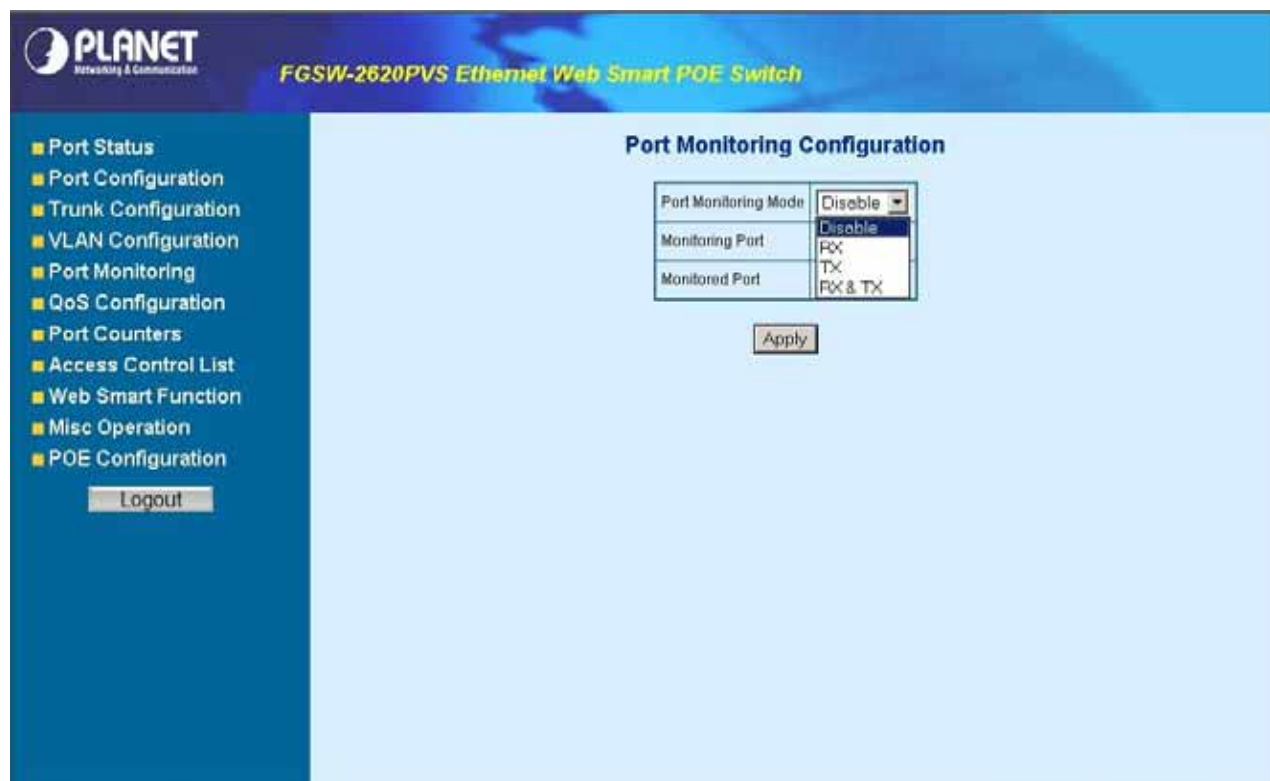 PLANET
Networking & Communication
FGSW-2620PVS Ethernet Web Smart POE Switch
Port Status
Port Configuration
Trunk Configuration
VLAN Configuration
Port Monitoring
QoS Configuration
Port Counters
Access Control List
Web Smart Function
Misc Operation
POE Configuration
Logout
Port Monitoring Configuration
Port Monitoring Mode Disable
Disable
Monitoring Port RX
TX
Monitored Port RX & TX
Apply